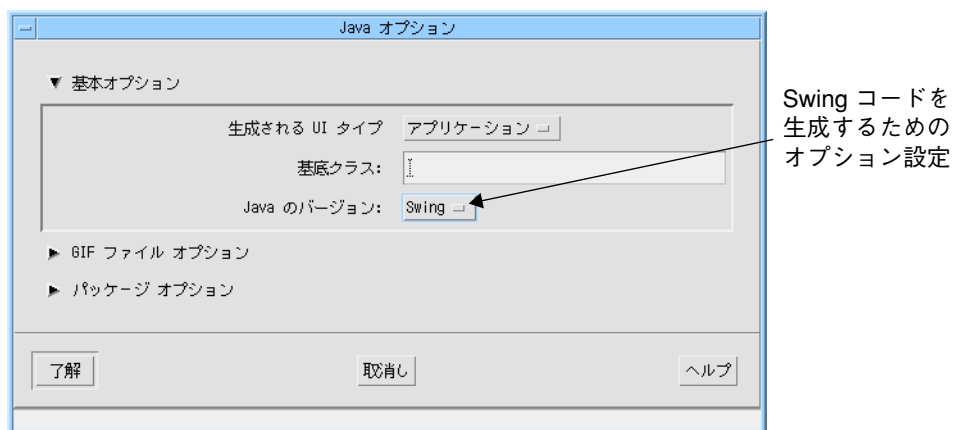 Java オプション
▼ 基本オプション
生成される UI タイプ アプリケーション
基底クラス:
Java のバージョン: Swing
▶ GIF ファイル オプション
▶ パッケージ オプション
了解 取消し ヘルプ
Swing コードを
生成するための
オプション設定